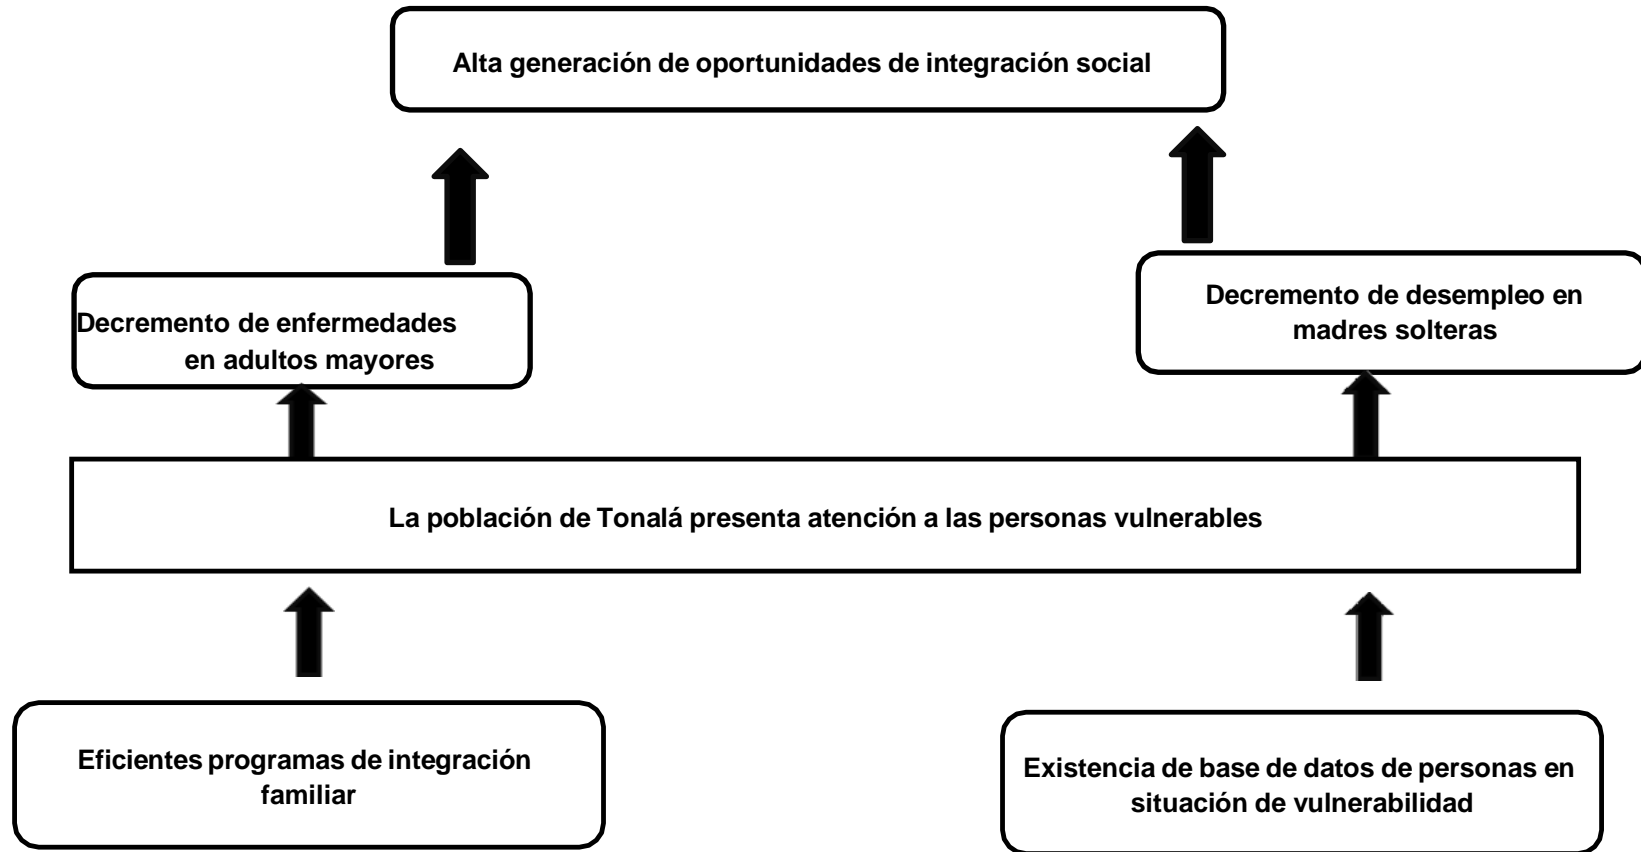 Alta generación de oportunidades de integración social
Decremento de enfermedades
en adultos mayores
Decremento de desempleo en
madres solteras
La población de Tonalá presenta atención a las personas vulnerables
Eficientes programas de integración
familiar
Existencia de base de datos de personas en
situación de vulnerabilidad